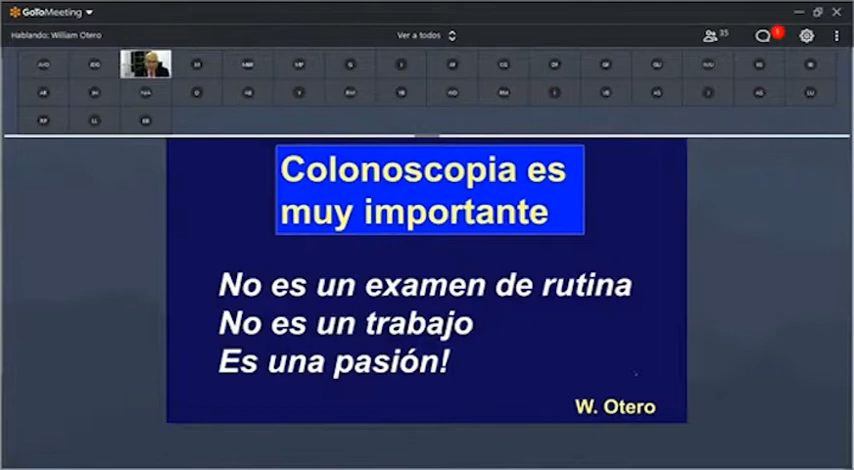 GoToMeeting
Hablando: William Otero
Ver a todos
35
1
Colonoscopia es
muy importante
No es un examen de rutina
No es un trabajo
Es una pasión!
W. Otero